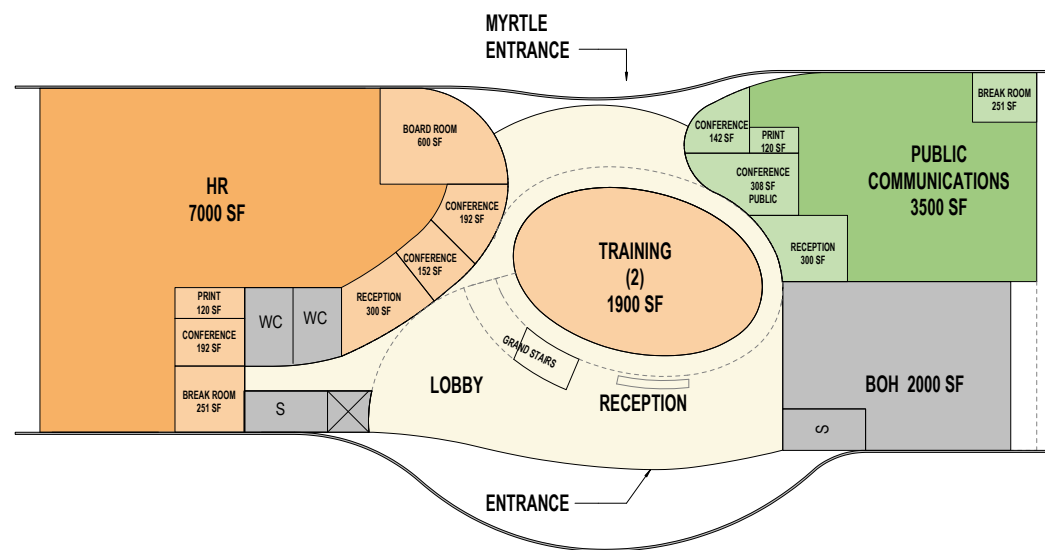 MYRTLE
ENTRANCE
HR
7000 SF
BOARD ROOM
600 SF
CONFERENCE
192 SF
CONFERENCE
152 SF
RECEPTION
300 SF
PRINT
120 SF
CONFERENCE
192 SF
BREAK ROOM
251 SF
WC
WC
S
LOBBY
GRAND STAIRS
TRAINING
(2)
1900 SF
RECEPTION
ENTRANCE
CONFERENCE
142 SF
PRINT
120 SF
CONFERENCE
308 SF
PUBLIC
RECEPTION
300 SF
BREAK ROOM
251 SF
PUBLIC
COMMUNICATIONS
3500 SF
BOH 2000 SF
S